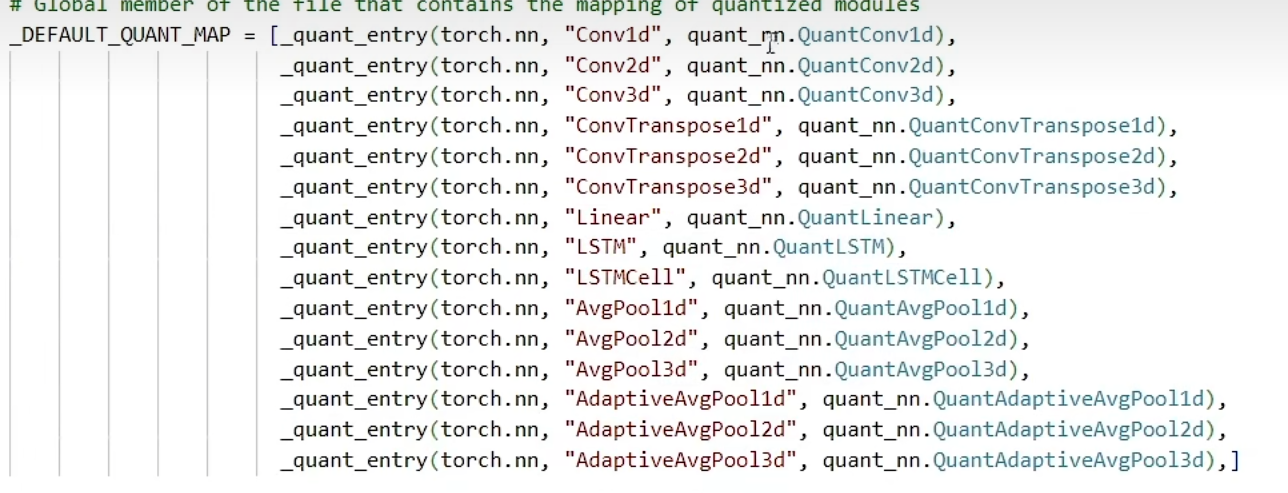 # Global member of the file that contains the mapping of quantized modules
_DEFAULT_QUANT_MAP = [_quant_entry(torch.nn, "Conv1d", quant_nn.QuantConv1d),
_quant_entry(torch.nn, "Conv2d", quant_nn.QuantConv2d),
_quant_entry(torch.nn, "Conv3d", quant_nn.QuantConv3d),
_quant_entry(torch.nn, "ConvTranspose1d", quant_nn.QuantConvTranspose1d),
_quant_entry(torch.nn, "ConvTranspose2d", quant_nn.QuantConvTranspose2d),
_quant_entry(torch.nn, "ConvTranspose3d", quant_nn.QuantConvTranspose3d),
_quant_entry(torch.nn, "Linear", quant_nn.QuantLinear),
_quant_entry(torch.nn, "LSTM", quant_nn.QuantLSTM),
_quant_entry(torch.nn, "LSTMCell", quant_nn.QuantLSTMCell),
_quant_entry(torch.nn, "AvgPool1d", quant_nn.QuantAvgPool1d),
_quant_entry(torch.nn, "AvgPool2d", quant_nn.QuantAvgPool2d),
_quant_entry(torch.nn, "AvgPool3d", quant_nn.QuantAvgPool3d),
_quant_entry(torch.nn, "AdaptiveAvgPool1d", quant_nn.QuantAdaptiveAvgPool1d),
_quant_entry(torch.nn, "AdaptiveAvgPool2d", quant_nn.QuantAdaptiveAvgPool2d),
_quant_entry(torch.nn, "AdaptiveAvgPool3d", quant_nn.QuantAdaptiveAvgPool3d),]